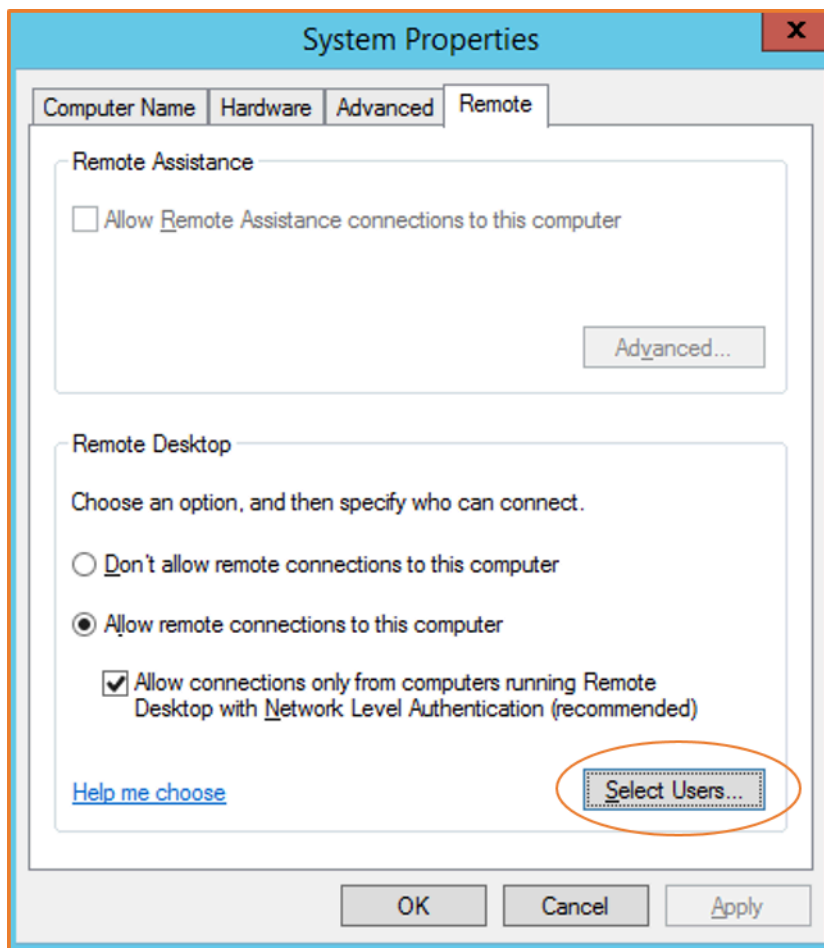 System Properties
x
Computer Name
Hardware
Advanced
Remote
Remote Assistance
Allow Remote Assistance connections to this computer
Advanced...
Remote Desktop
Choose an option, and then specify who can connect.
Don't allow remote connections to this computer
Allow remote connections to this computer
Allow connections only from computers running Remote
Desktop with Network Level Authentication (recommended)
Help me choose
Select Users...
OK
Cancel
Apply